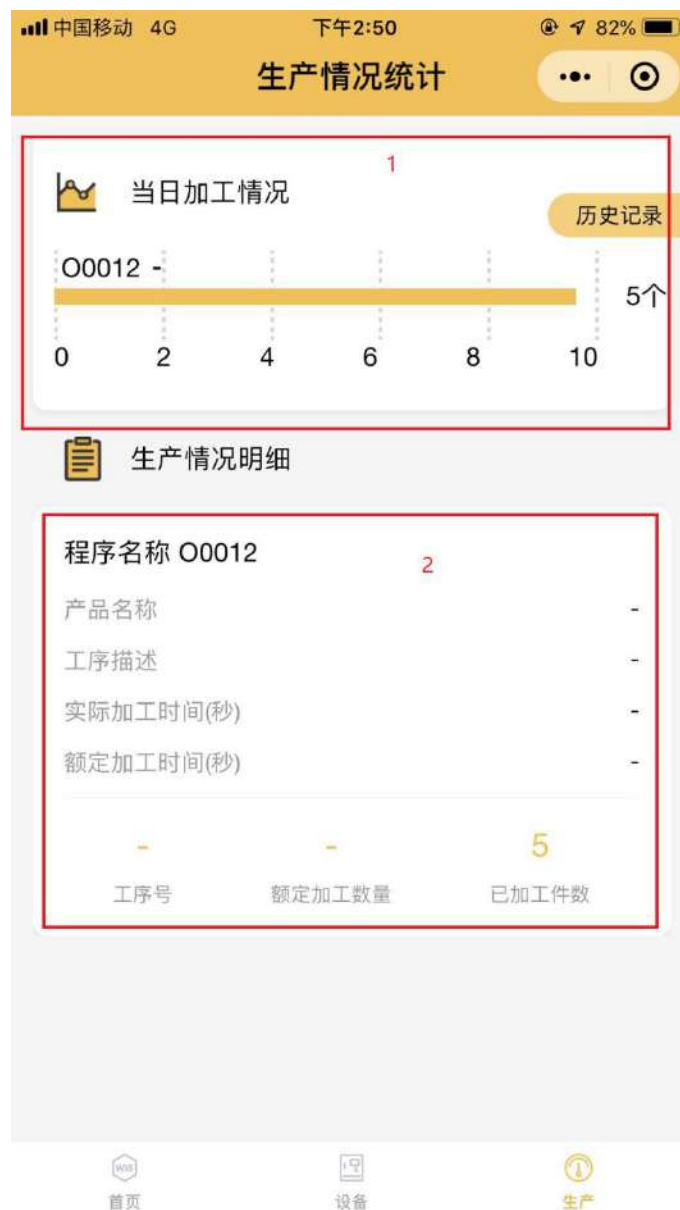 中国移动 4G 下午2:50 82%
生产情况统计
1
当日加工情况
历史记录
O0012 -
5个
0 2 4 6 8 10
生产情况明细
程序名称 O0012
2
产品名称 -
工序描述 -
实际加工时间(秒) -
额定加工时间(秒) -
- - 5
工序号 额定加工数量 已加工件数
WIS
首页 设备 生产